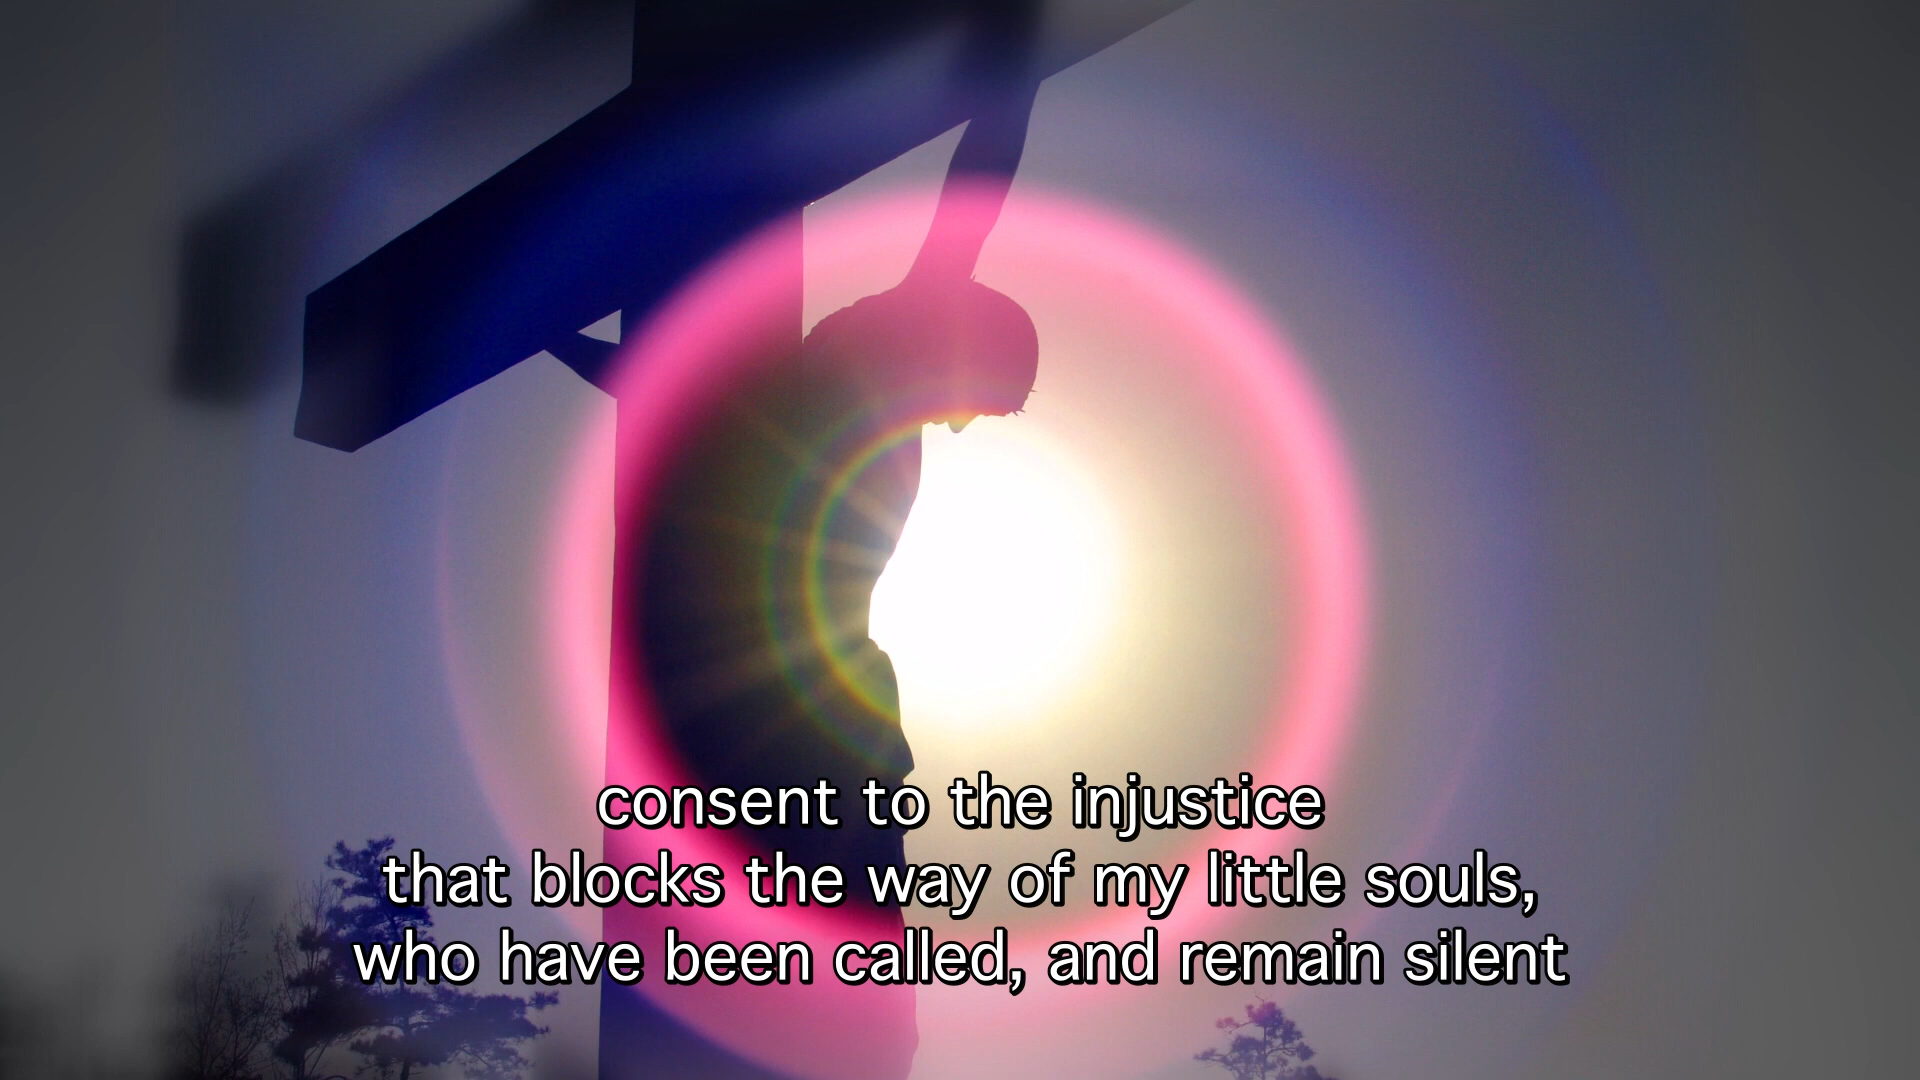 consent to the injustice
that blocks the way of my little souls,
who have been called, and remain silent